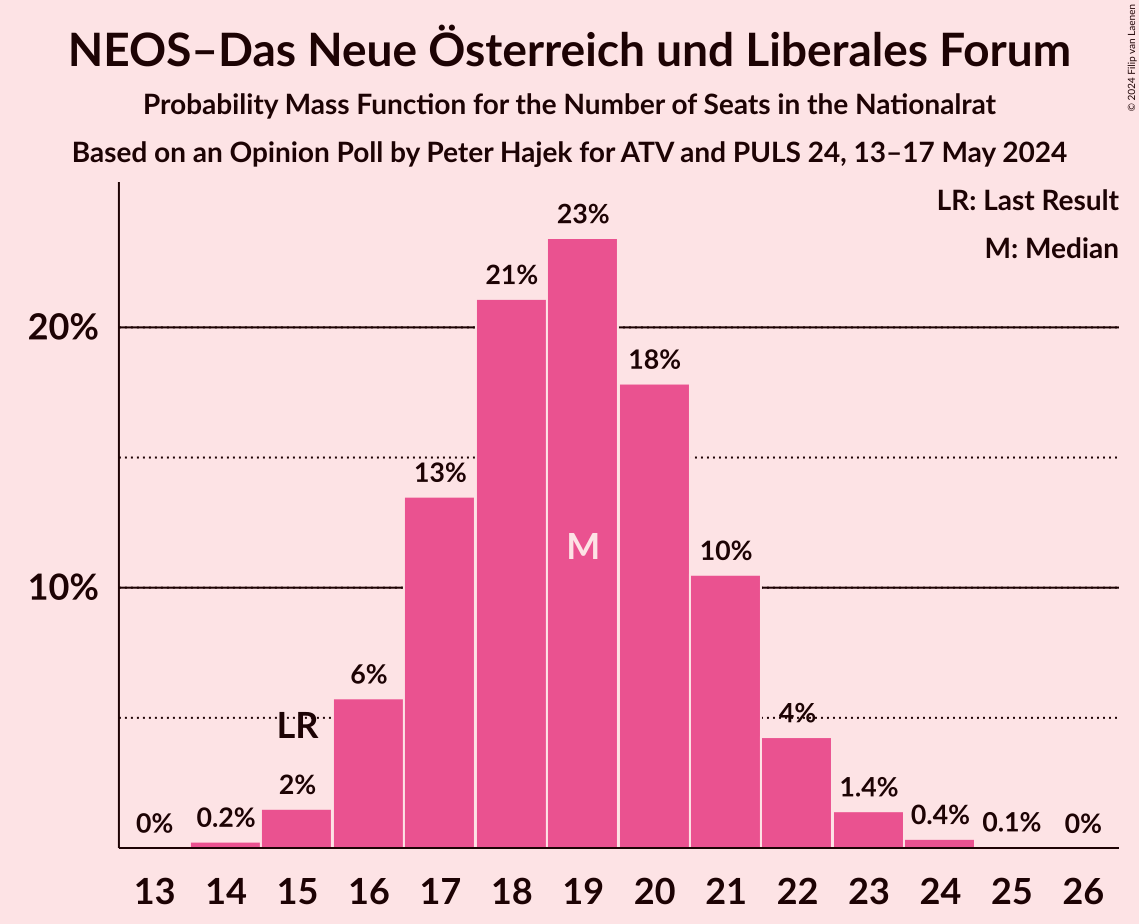 NEOS–Das Neue Österreich und Liberales Forum
Probability Mass Function for the Number of Seats in the Nationalrat
Based on an Opinion Poll by Peter Hajek for ATV and PULS 24, 13–17 May 2024
© 2024 Filip van Laenen
LR: Last Result
M: Median
20%
10%
0%
0.2%
2%
LR
6%
13%
21%
23%
M
18%
10%
4%
1.4%
0.4%
0.1%
0%
13 14 15 16 17 18 19 20 21 22 23 24 25 26